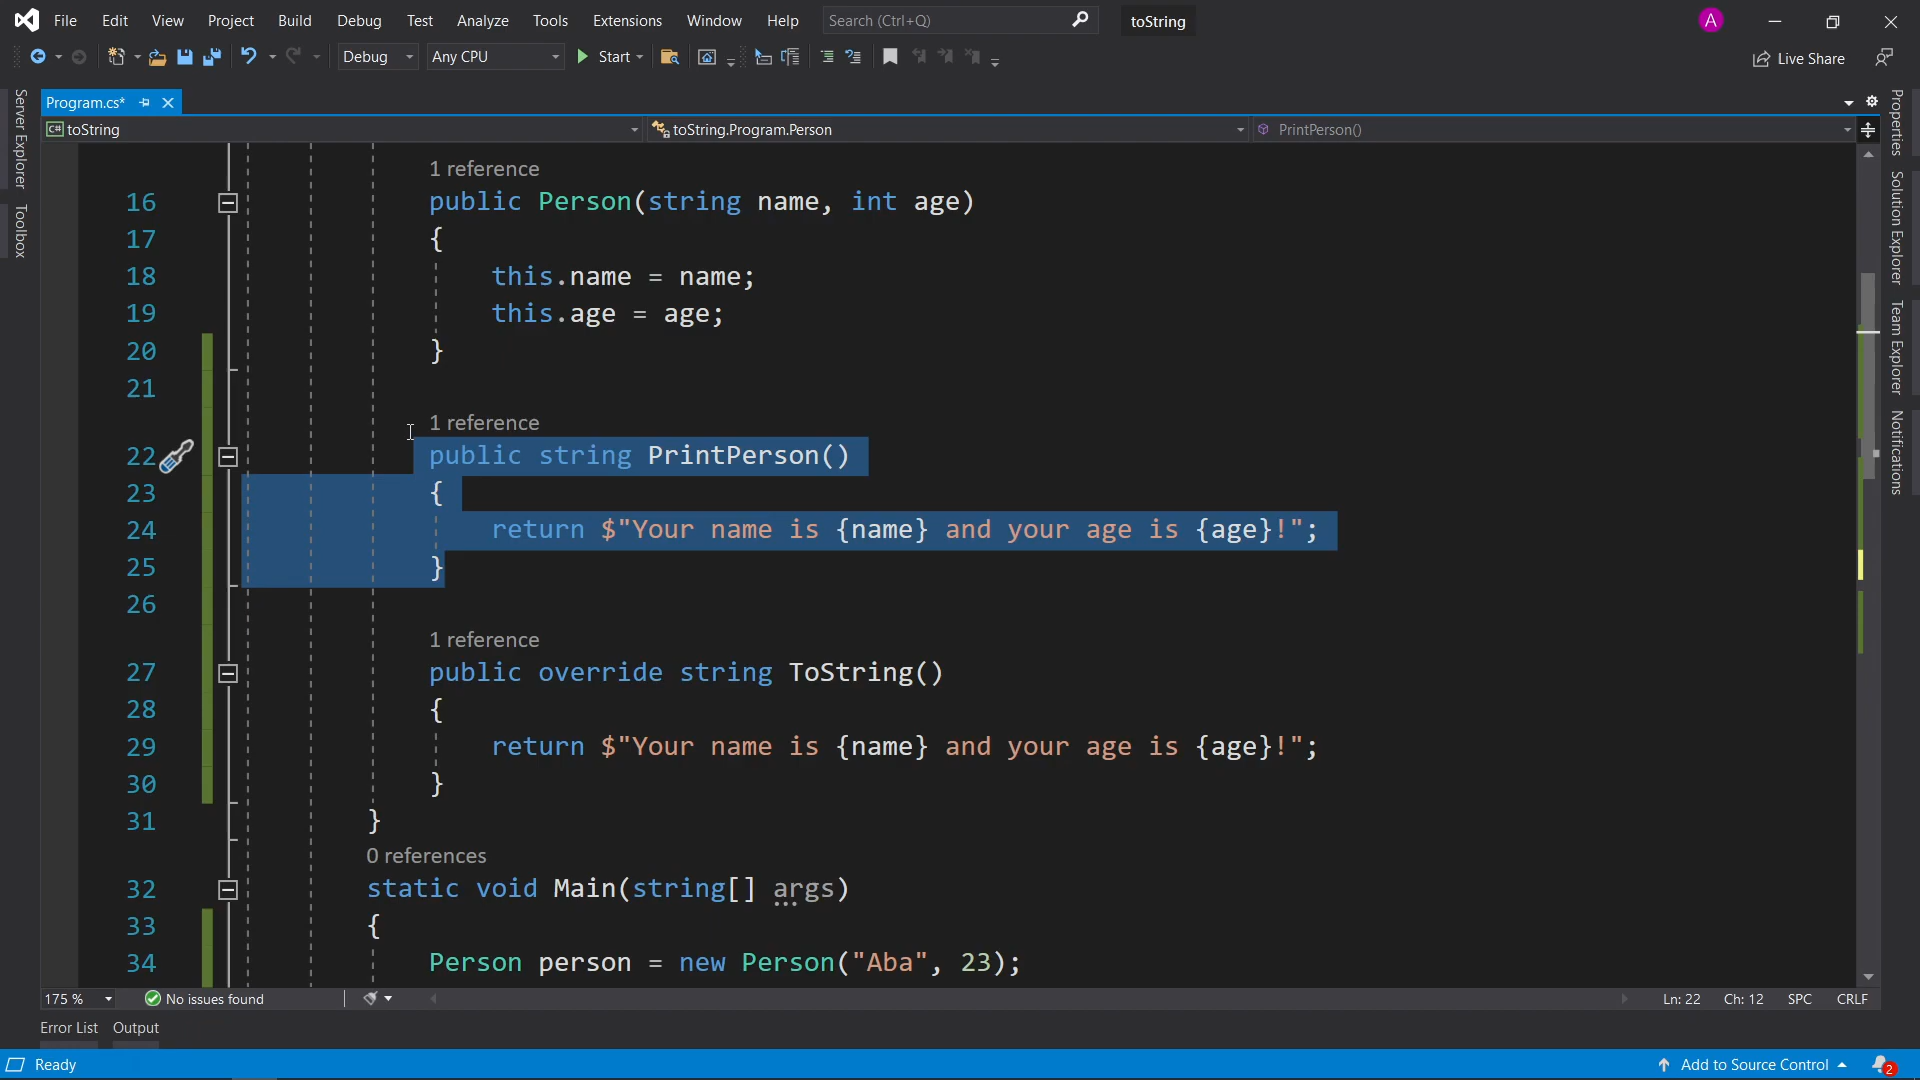 File Edit View Project Build Debug Test Analyze Tools Extensions Window Help Search (Ctrl+Q) toString A
Debug Any CPU Start Live Share
Program.cs*
toString toString.Program.Person PrintPerson()
Server Explorer
Toolbox
Properties
Solution Explorer
Team Explorer
Notifications
1 reference
16 public Person(string name, int age)
17 {
18 this.name = name;
19 this.age = age;
20 }
21
1 reference
22 public string PrintPerson()
23 {
24 return $"Your name is {name} and your age is {age}!";
25 }
26
1 reference
27 public override string ToString()
28 {
29 return $"Your name is {name} and your age is {age}!";
30 }
31 }
0 references
32 static void Main(string[] args)
33 {
34 Person person = new Person("Aba", 23);
175 % No issues found Ln: 22 Ch: 12 SPC CRLF
Error List Output
Ready Add to Source Control 2